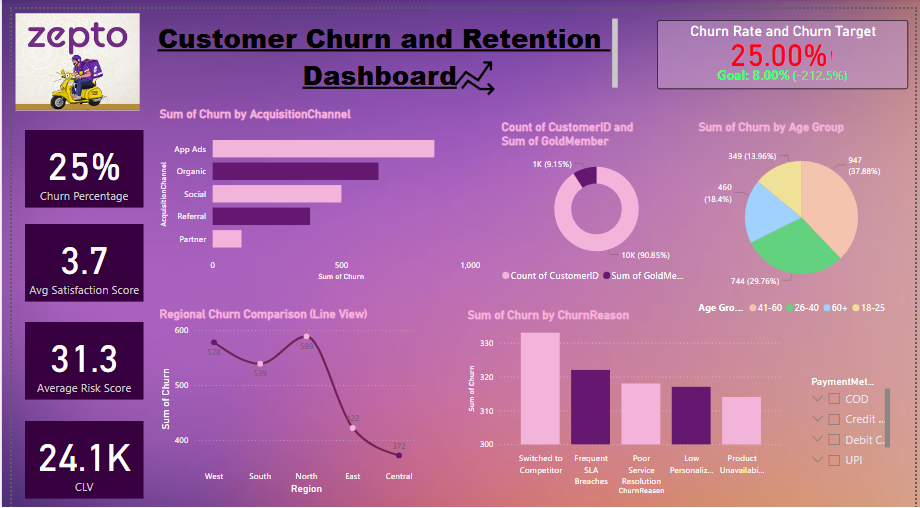 zepto
Customer Churn and Retention
Dashboard
Churn Rate and Churn Target
25.00%!
Goal: 8.00% (-212.5%)
25%
Churn Percentage
3.7
Avg Satisfaction Score
31.3
Average Risk Score
24.1K
CLV
Sum of Churn by AcquisitionChannel
AcquisitionChannel
App Ads
Organic
Social
Referral
Partner
0
500
1,000
Sum of Churn
Count of CustomerID and
Sum of GoldMember
1K (9.15%)
10K (90.85%)
Count of CustomerID
Sum of GoldMe...
Sum of Churn by Age Group
349 (13.96%)
947
(37.88%)
460
(18.4%)
744 (29.76%)
Age Gro...
41-60
26-40
60+
18-25
Regional Churn Comparison (Line View)
Sum of Churn
600
500
400
578
539
589
422
372
West
South
North
East
Central
Region
Sum of Churn by ChurnReason
Sum of Churn
330
320
310
300
Switched to
Competitor
Frequent
SLA
Breaches
Poor
Service
Resolution
Low
Personaliz...
Product
Unavailabi...
ChurnReason
PaymentMet...
COD
Credit ...
Debit C...
UPI